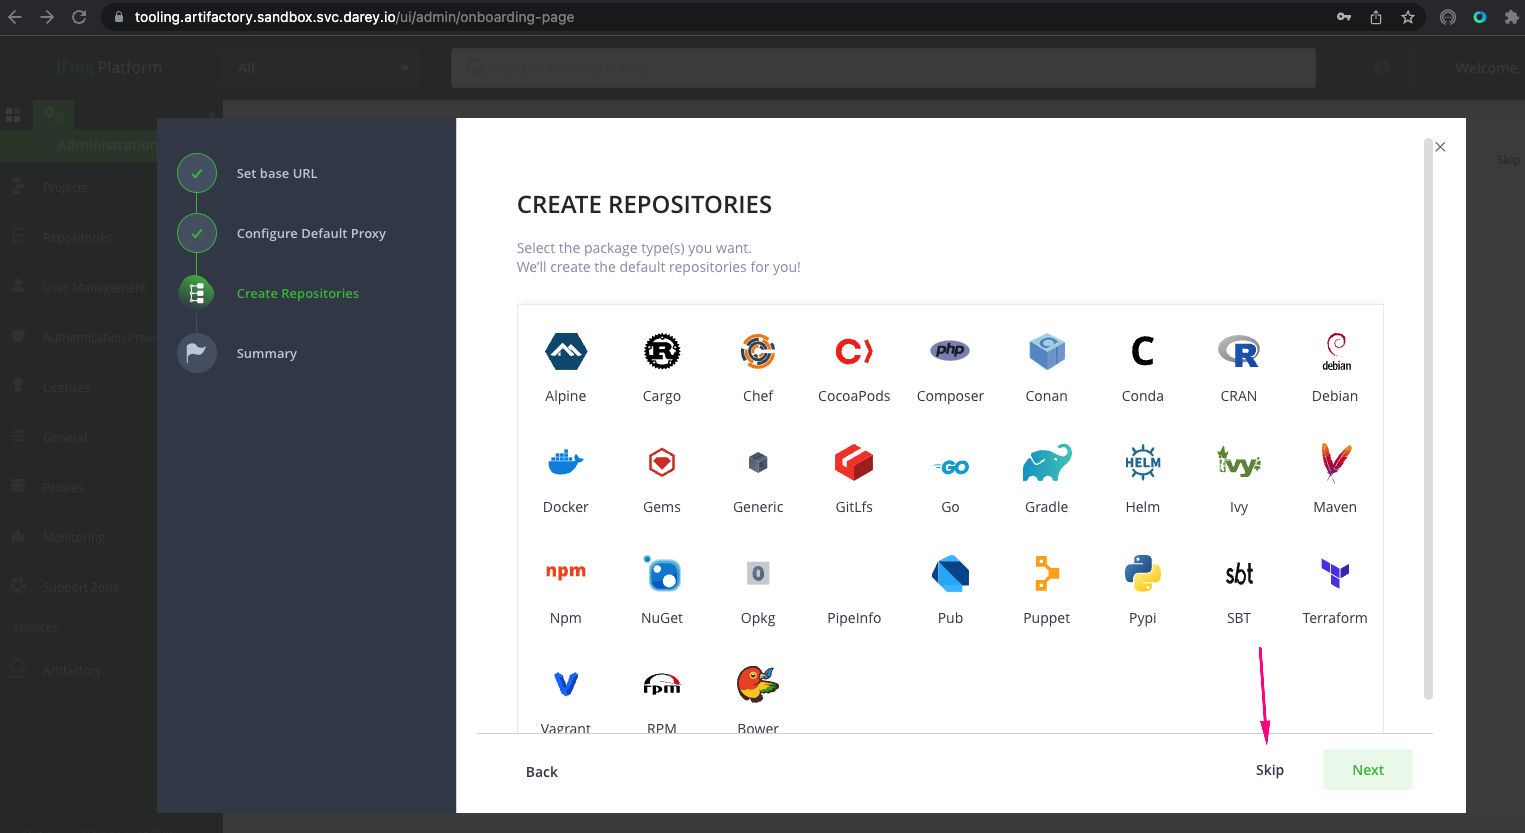 tooling.artifactory.sandbox.svc.darey.io/ui/admin/onboarding-page
JFrog Platform
All
Welcome,
Administration
Skip
Projects
Repositories
User Management
Authentication Provi
Licenses
General
Proxies
Monitoring
Support Zone
SERVICES
Artifactory
Set base URL
Configure Default Proxy
Create Repositories
Summary
CREATE REPOSITORIES
Select the package type(s) you want.
We'll create the default repositories for you!
php
C
R
debian
Alpine Cargo Chef CocoaPods Composer Conan Conda CRAN Debian
GO
HELM
Ivy
Docker Gems Generic GitLfs Go Gradle Helm Ivy Maven
npm
0
sbt
Npm NuGet Opkg PipeInfo Pub Puppet Pypi SBT Terraform
rpm
Vagrant RPM Bower
Back
Skip
Next